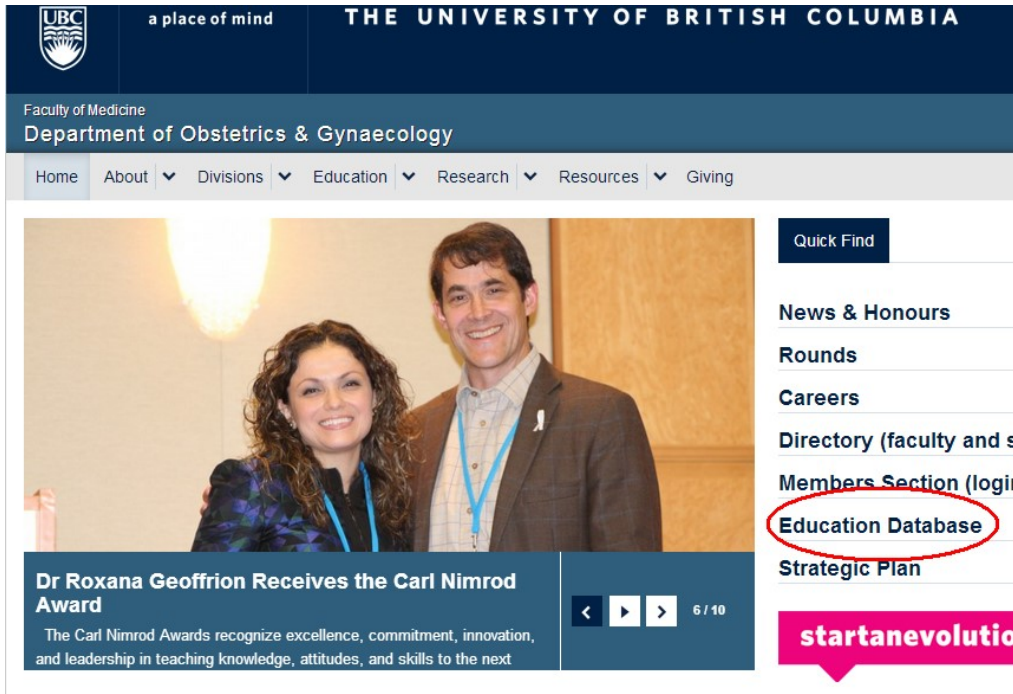 UBC
a place of mind
THE UNIVERSITY OF BRITISH COLUMBIA
Faculty of Medicine
Department of Obstetrics & Gynaecology
Home About Divisions Education Research Resources Giving
Quick Find
News & Honours
Rounds
Careers
Directory (faculty and s
Members Section (login
Education Database
Strategic Plan
Dr Roxana Geoffrion Receives the Carl Nimrod
Award
The Carl Nimrod Awards recognize excellence, commitment, innovation,
and leadership in teaching knowledge, attitudes, and skills to the next
6 / 10
startanevolutio